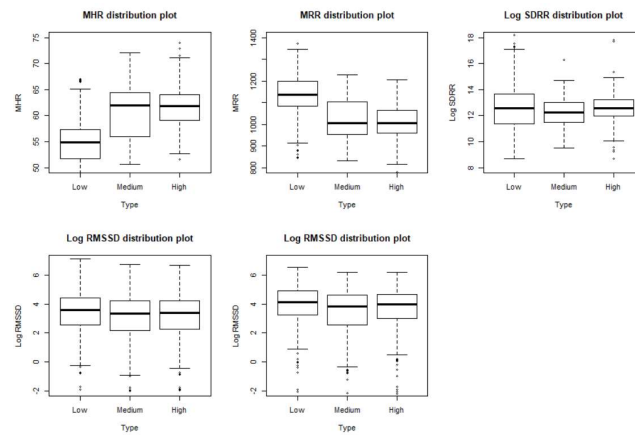 MHR distribution plot
MHR
75
70
65
60
55
50
Low Medium High
Type
MRR distribution plot
MRR
1400
1200
1000
900
800
Low Medium High
Type
Log SDRR distribution plot
Log SDRR
18
16
14
12
10
8
Low Medium High
Type
Log RMSSD distribution plot
Log RMSSD
6
4
2
0
-2
Low Medium High
Type
Log RMSSD distribution plot
Log RMSSD
6
4
2
0
-2
Low Medium High
Type